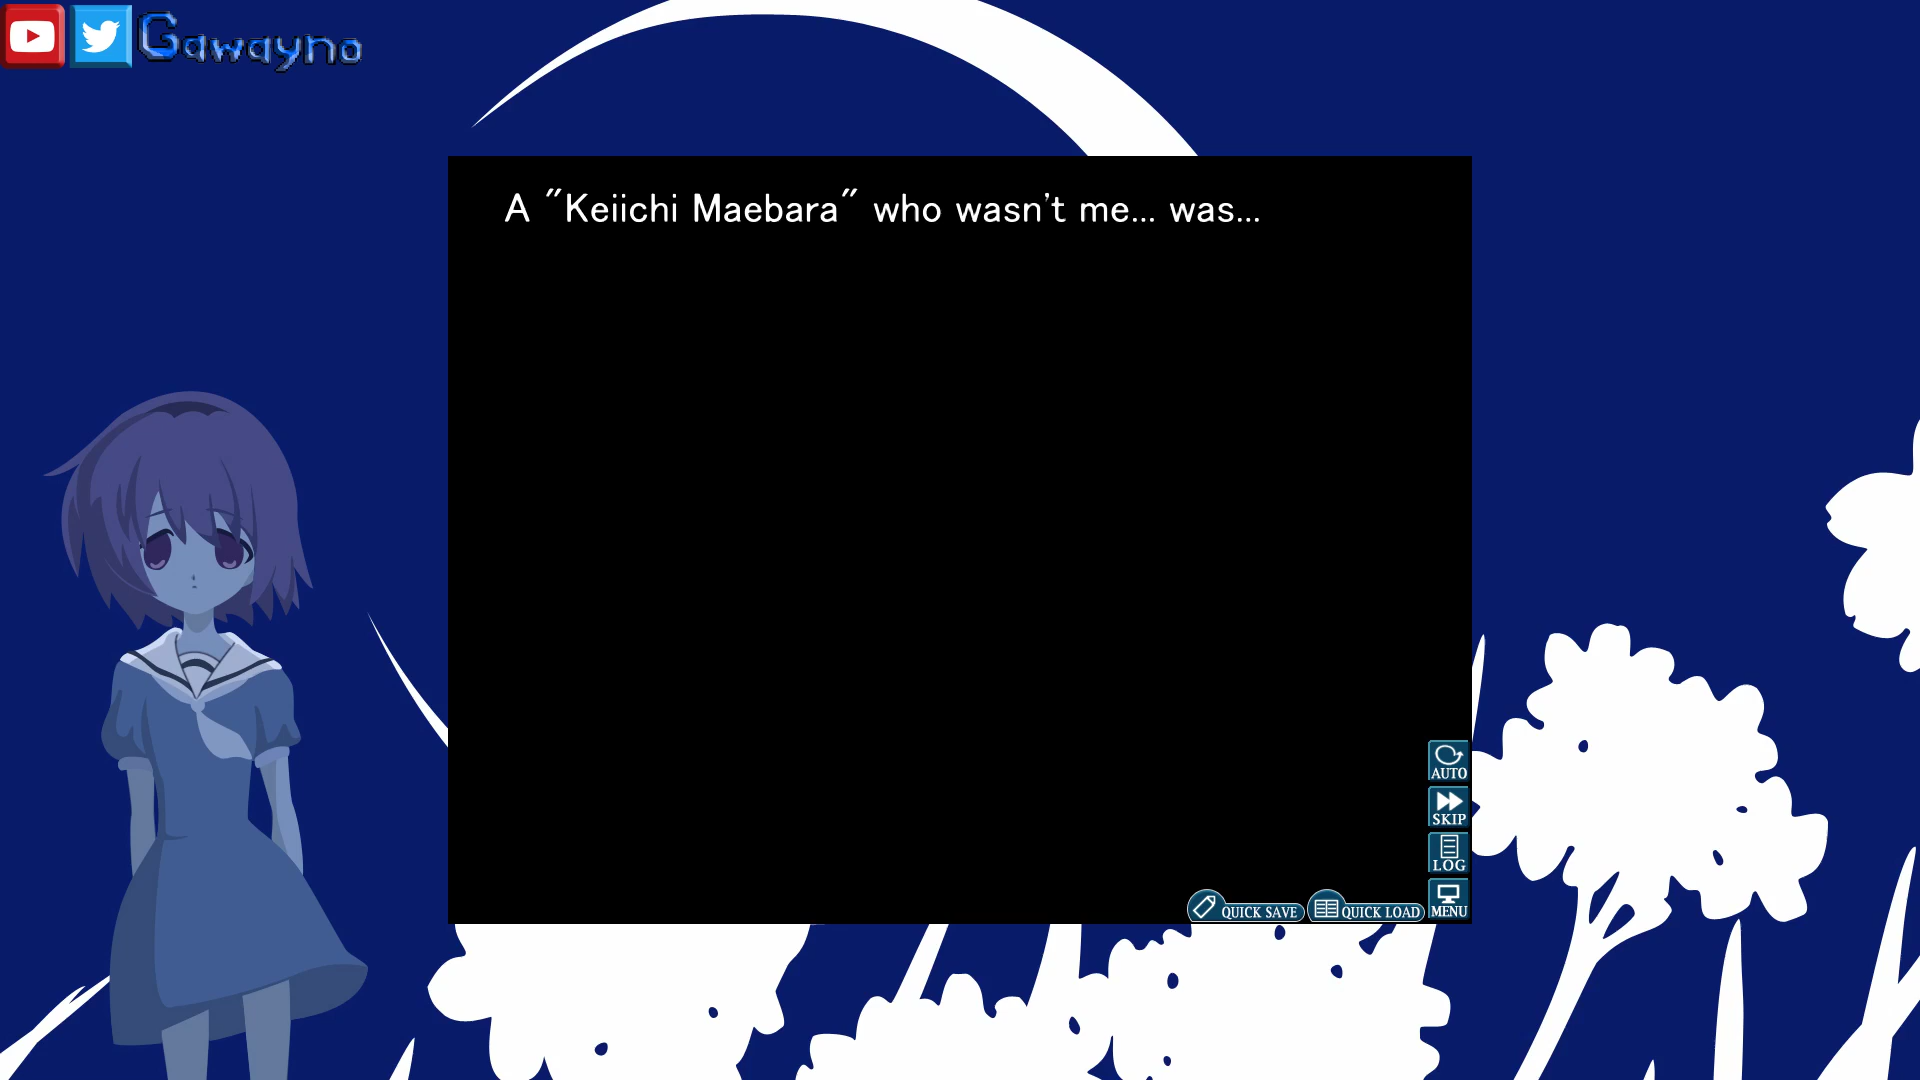 Gawayno
A "Keiichi Maebara" who wasn't me... was...
AUTO
SKIP
LOG
MENU
QUICK SAVE
QUICK LOAD